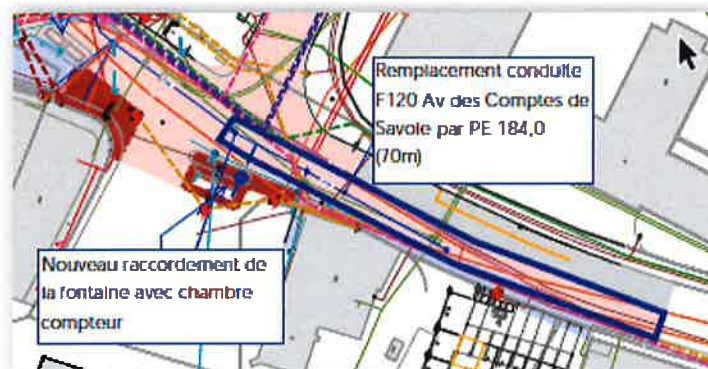 Remplacement conduite
F120 Av des Comptes de
Savoie par PE 184,0
(70m)
Nouveau raccordement de
la fontaine avec chambre
compteur